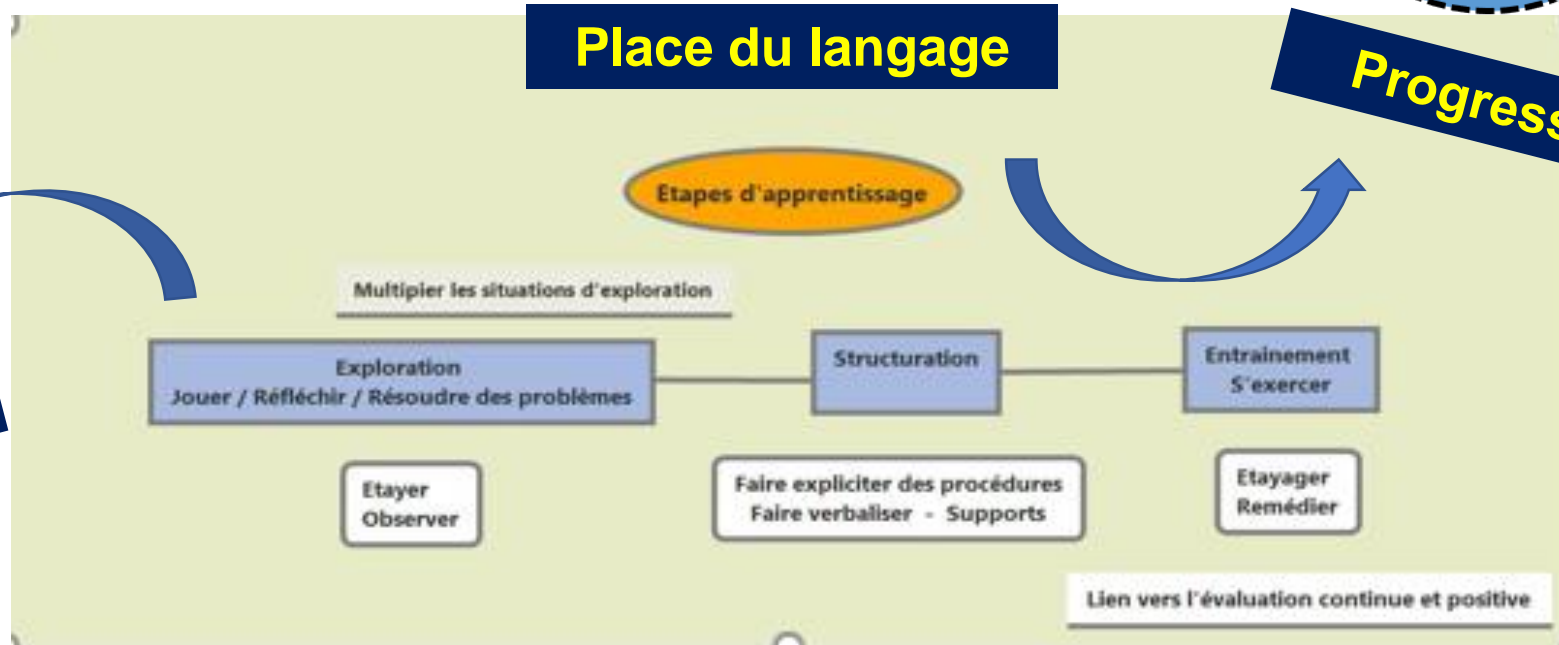 Place du langage
Progress
Etapes d'apprentissage
Multipier les situations d'exploration
Exploration
Jouer / Réfléchir / Résoudre des problèmes
Structuration
Entrainement
S'exercer
Etayer
Observer
Faire expliciter des procédures
Faire verbaliser - Supports
Etayager
Remédier
Lien vers l'évaluation continue et positive